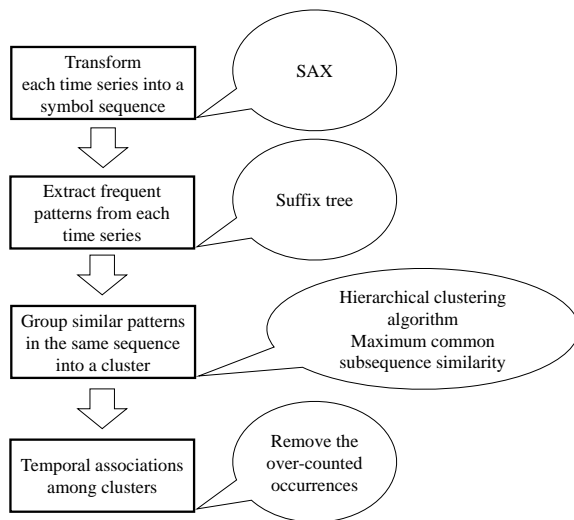 Transform
each time series into a
symbol sequence
SAX
Extract frequent
patterns from each
time series
Suffix tree
Group similar patterns
in the same sequence
into a cluster
Hierarchical clustering
algorithm
Maximum common
subsequence similarity
Temporal associations
among clusters
Remove the
over-counted
occurrences